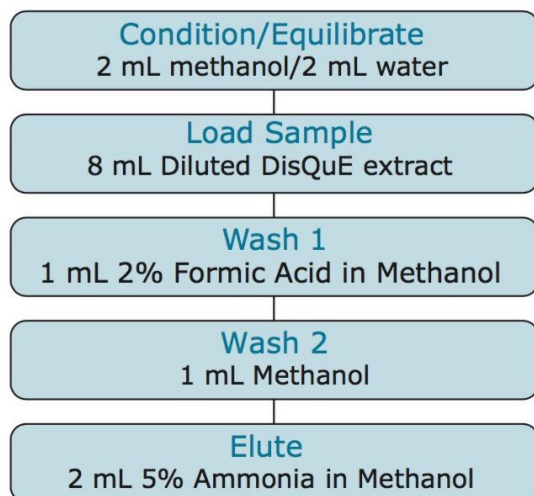 Condition/Equilibrate
2 mL methanol/2 mL water
Load Sample
8 mL Diluted DisQuE extract
Wash 1
1 mL 2% Formic Acid in Methanol
Wash 2
1 mL Methanol
Elute
2 mL 5% Ammonia in Methanol